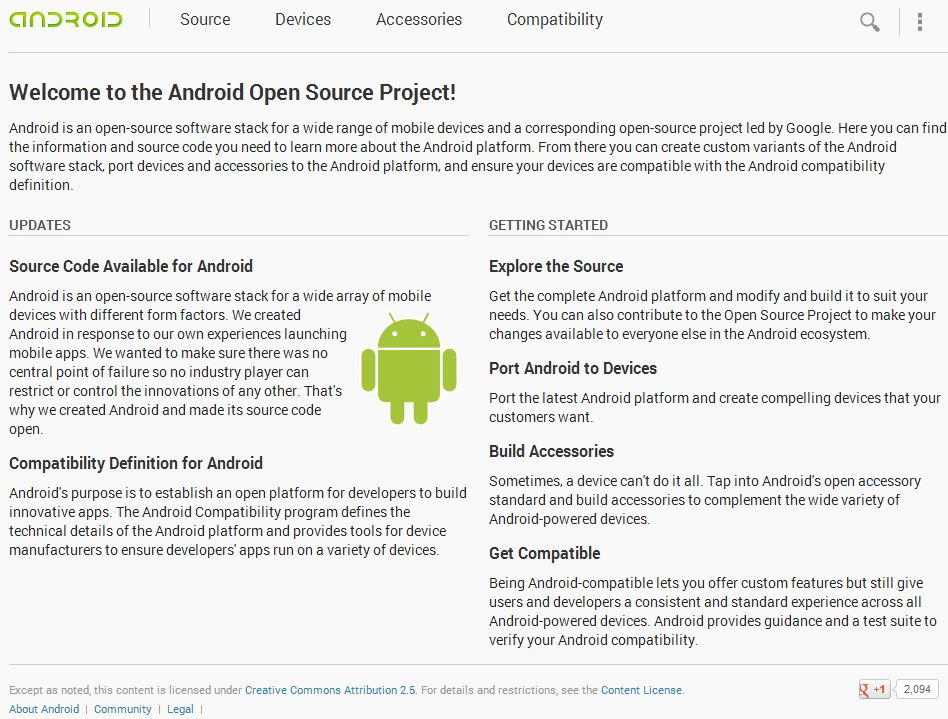 ANDROID
Source Devices Accessories Compatibility
Welcome to the Android Open Source Project!
Android is an open-source software stack for a wide range of mobile devices and a corresponding open-source project led by Google. Here you can find
the information and source code you need to learn more about the Android platform. From there you can create custom variants of the Android
software stack, port devices and accessories to the Android platform, and ensure your devices are compatible with the Android compatibility
definition.
UPDATES
Source Code Available for Android
Android is an open-source software stack for a wide array of mobile
devices with different form factors. We created
Android in response to our own experiences launching
mobile apps. We wanted to make sure there was no
central point of failure so no industry player can
restrict or control the innovations of any other. That's
why we created Android and made its source code
open.
Compatibility Definition for Android
Android's purpose is to establish an open platform for developers to build
innovative apps. The Android Compatibility program defines the
technical details of the Android platform and provides tools for device
manufacturers to ensure developers' apps run on a variety of devices.
GETTING STARTED
Explore the Source
Get the complete Android platform and modify and build it to suit your
needs. You can also contribute to the Open Source Project to make your
changes available to everyone else in the Android ecosystem.
Port Android to Devices
Port the latest Android platform and create compelling devices that your
customers want.
Build Accessories
Sometimes, a device can't do it all. Tap into Android's open accessory
standard and build accessories to complement the wide variety of
Android-powered devices.
Get Compatible
Being Android-compatible lets you offer custom features but still give
users and developers a consistent and standard experience across all
Android-powered devices. Android provides guidance and a test suite to
verify your Android compatibility.
Except as noted, this content is licensed under Creative Commons Attribution 2.5. For details and restrictions, see the Content License.
g +1 2,094
About Android | Community | Legal |